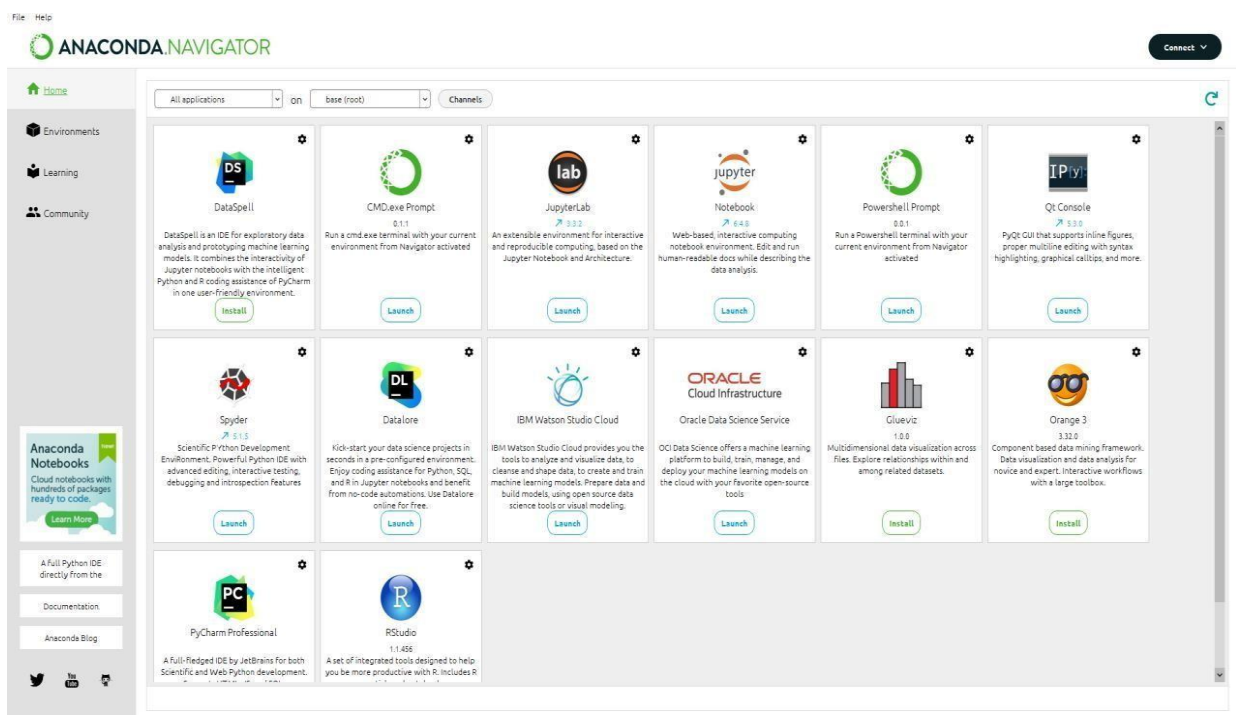 File Help
ANACONDA.NAVIGATOR
Connect
Home
Environments
Learning
Community
Anaconda
Notebooks
New!
Cloud notebooks with
hundreds of packages
ready to code.
Learn More
A full Python IDE
directly from the
Documentation
Anaconda Blog
You
Tube
All applications
on
base (root)
Channels
DS
DataSpell
DataSpell is an IDE for exploratory data
analysis and prototyping machine learning
models. It combines the interactivity of
Jupyter notebooks with the intelligent
Python and R coding assistance of PyCharm
in one user-friendly environment.
Install
CMD.exe Prompt
0.1.1
Run a cmd.exe terminal with your current
environment from Navigator activated
Launch
lab
JupyterLab
3.3.2
An extensible environment for interactive
and reproducible computing, based on the
Jupyter Notebook and Architecture.
Launch
jupyter
Notebook
6.4.8
Web-based, interactive computing
notebook environment. Edit and run
human-readable docs while describing the
data analysis.
Launch
Powershell Prompt
0.0.1
Run a Powershell terminal with your
current environment from Navigator
activated
Launch
IP[y]:
Qt Console
5.3.0
PyQt GUI that supports inline figures,
proper multiline editing with syntax
highlighting, graphical calltips, and more.
Launch
Spyder
5.1.5
Scientific PYthon Development
EnviRonment. Powerful Python IDE with
advanced editing, interactive testing,
debugging and introspection features
Launch
DL
Datalore
Kick-start your data science projects in
seconds in a pre-configured environment.
Enjoy coding assistance for Python, SQL,
and R in Jupyter notebooks and benefit
from no-code automations. Use Datalore
online for free.
Launch
IBM Watson Studio Cloud
IBM Watson Studio Cloud provides you the
tools to analyze and visualize data, to
cleanse and shape data, to create and train
machine learning models. Prepare data and
build models, using open source data
science tools or visual modeling.
Launch
ORACLE
Cloud Infrastructure
Oracle Data Science Service
OCI Data Science offers a machine learning
platform to build, train, manage, and
deploy your machine learning models on
the cloud with your favorite open-source
tools
Launch
Glueviz
1.0.0
Multidimensional data visualization across
files. Explore relationships within and
among related datasets.
Install
Orange 3
3.32.0
Component based data mining framework.
Data visualization and data analysis for
novice and expert. Interactive workflows
with a large toolbox.
Install
PC
PyCharm Professional
A full-fledged IDE by JetBrains for both
Scientific and Web Python development.
R
RStudio
1.1.456
A set of integrated tools designed to help
you be more productive with R. Includes R